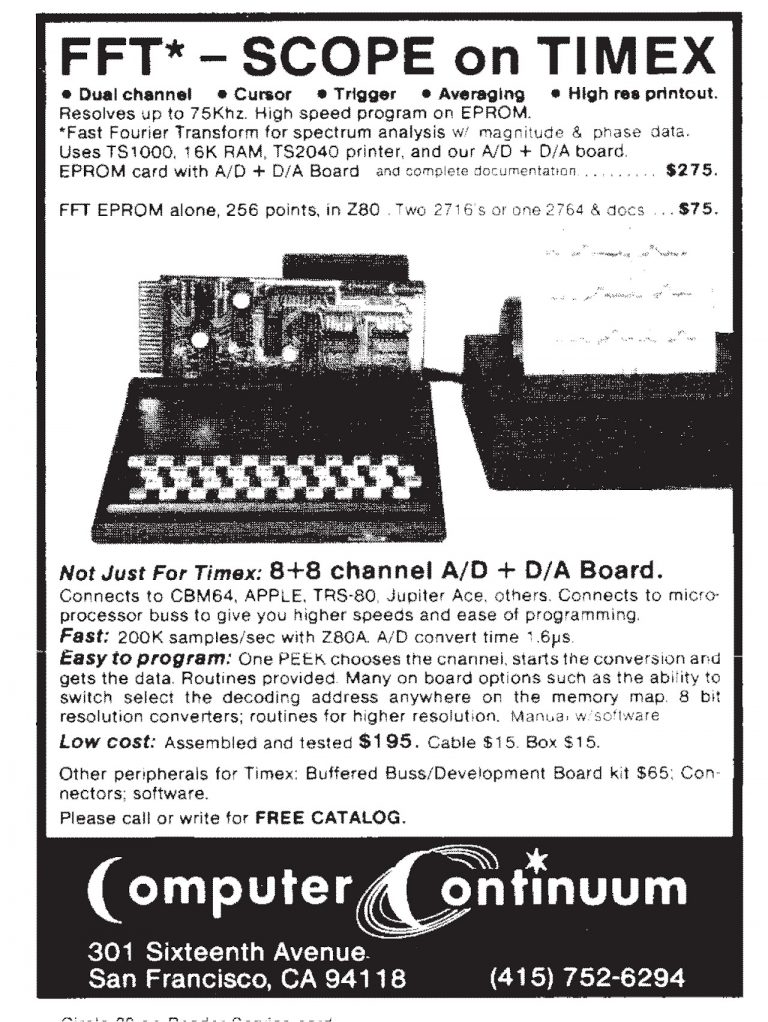 FFT* – SCOPE on TIMEX
• Dual channel • Cursor • Trigger • Averaging • High res printout.
Resolves up to 75Khz. High speed program on EPROM.
*Fast Fourier Transform for spectrum analysis w/ magnitude & phase data.
Uses TS1000, 16K RAM, TS2040 printer, and our A/D + D/A board.
EPROM card with A/D + D/A Board and complete documentation ......... $275.
FFT EPROM alone, 256 points, in Z80 . Two 2716's or one 2764 & docs ... $75.
Not Just For Timex: 8+8 channel A/D + D/A Board.
Connects to CBM64, APPLE, TRS-80, Jupiter Ace, others. Connects to micro-
processor buss to give you higher speeds and ease of programming.
Fast: 200K samples/sec with Z80A. A/D convert time 1.6µs.
Easy to program: One PEEK chooses the channel, starts the conversion and
gets the data. Routines provided. Many on board options such as the ability to
switch select the decoding address anywhere on the memory map. 8 bit
resolution converters; routines for higher resolution. Manual w/software
Low cost: Assembled and tested $195. Cable $15. Box $15.
Other peripherals for Timex: Buffered Buss/Development Board kit $65; Con-
nectors; software.
Please call or write for FREE CATALOG.
Computer Continuum
301 Sixteenth Avenue
San Francisco, CA 94118 (415) 752-6294